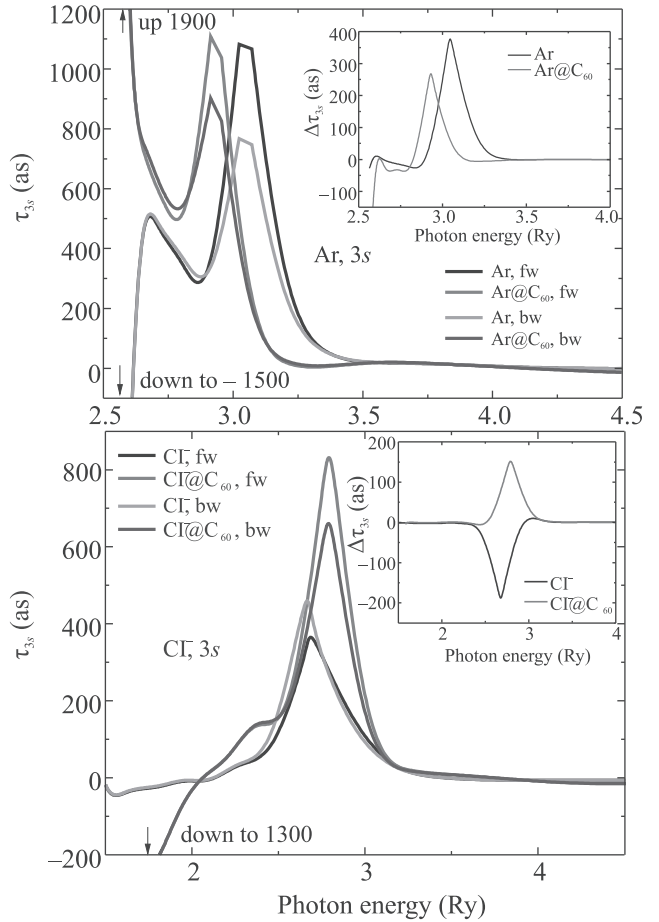 1200
1000
800
600
400
200
0
τ3s (as)
up 1900
down to – 1500
Ar, 3s
Ar, fw
Ar@C60, fw
Ar, bw
Ar@C60, bw
2.5 3.0 3.5 4.0 4.5
400
300
200
100
0
−100
Δτ3s (as)
Ar
Ar@C60
2.5 3.0 3.5 4.0
Photon energy (Ry)
800
600
400
200
0
−200
τ3s (as)
Cl−, fw
Cl−@C60, fw
Cl−, bw
Cl−@C60, bw
Cl−, 3s
down to 1300
2 3 4
Photon energy (Ry)
200
100
0
−100
−200
Δτ3s (as)
Cl−
Cl−@C60
2 3 4
Photon energy (Ry)